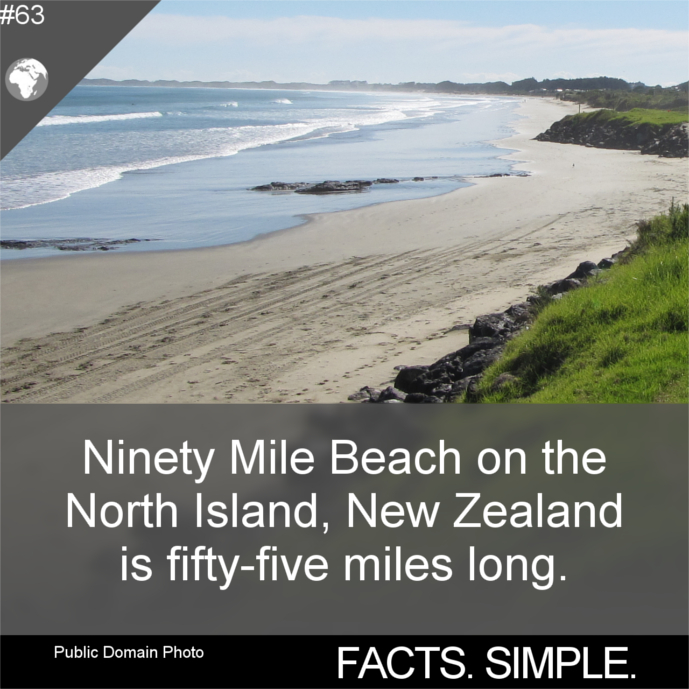 #63
Ninety Mile Beach on the
North Island, New Zealand
is fifty-five miles long.
Public Domain Photo
FACTS. SIMPLE.